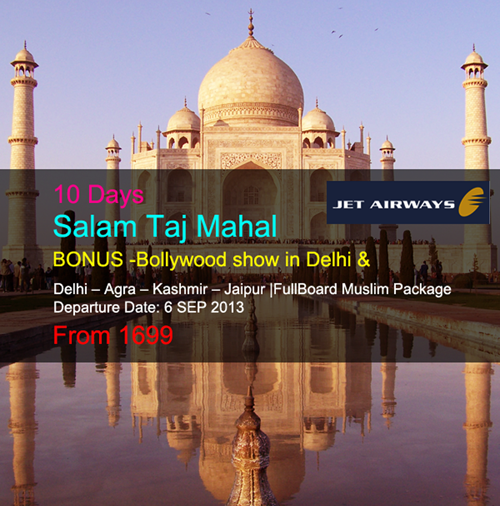 10 Days
JET AIRWAYS
Salam Taj Mahal
BONUS -Bollywood show in Delhi &
Delhi – Agra – Kashmir – Jaipur |FullBoard Muslim Package
Departure Date: 6 SEP 2013
From 1699